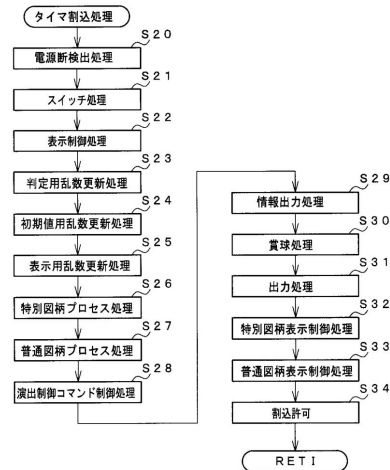 タイマ割込処理
S20
電源断検出処理
S21
スイッチ処理
S22
表示制御処理
S23
判定用乱数更新処理
S24
初期値用乱数更新処理
S25
表示用乱数更新処理
S26
特別図柄プロセス処理
S27
普通図柄プロセス処理
S28
演出制御コマンド制御処理
S29
情報出力処理
S30
賞球処理
S31
出力処理
S32
特別図柄表示制御処理
S33
普通図柄表示制御処理
S34
割込許可
RETI